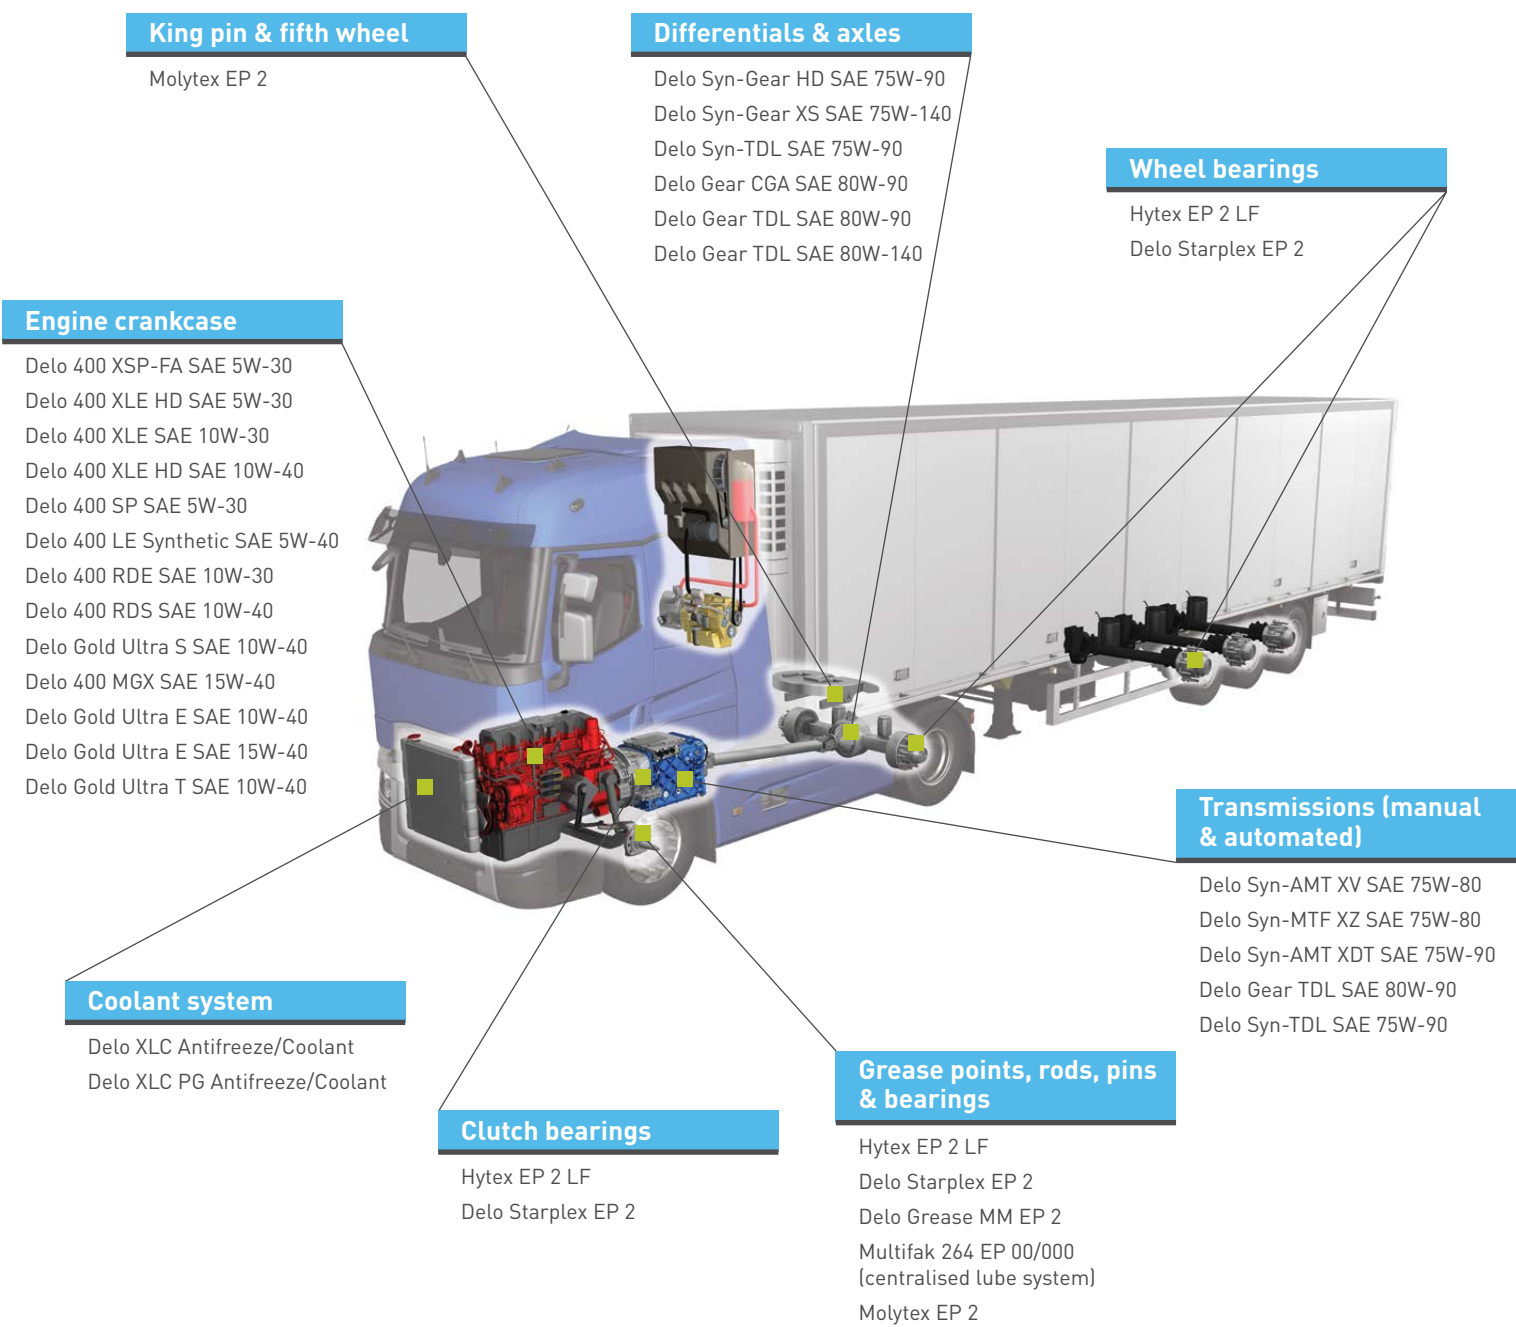 King pin & fifth wheel
Molytex EP 2
Differentials & axles
Delo Syn-Gear HD SAE 75W-90
Delo Syn-Gear XS SAE 75W-140
Delo Syn-TDL SAE 75W-90
Delo Gear CGA SAE 80W-90
Delo Gear TDL SAE 80W-90
Delo Gear TDL SAE 80W-140
Wheel bearings
Hytex EP 2 LF
Delo Starplex EP 2
Engine crankcase
Delo 400 XSP-FA SAE 5W-30
Delo 400 XLE HD SAE 5W-30
Delo 400 XLE SAE 10W-30
Delo 400 XLE HD SAE 10W-40
Delo 400 SP SAE 5W-30
Delo 400 LE Synthetic SAE 5W-40
Delo 400 RDE SAE 10W-30
Delo 400 RDS SAE 10W-40
Delo Gold Ultra S SAE 10W-40
Delo 400 MGX SAE 15W-40
Delo Gold Ultra E SAE 10W-40
Delo Gold Ultra E SAE 15W-40
Delo Gold Ultra T SAE 10W-40
Transmissions (manual
& automated)
Delo Syn-AMT XV SAE 75W-80
Delo Syn-MTF XZ SAE 75W-80
Delo Syn-AMT XDT SAE 75W-90
Delo Gear TDL SAE 80W-90
Delo Syn-TDL SAE 75W-90
Coolant system
Delo XLC Antifreeze/Coolant
Delo XLC PG Antifreeze/Coolant
Clutch bearings
Hytex EP 2 LF
Delo Starplex EP 2
Grease points, rods, pins
& bearings
Hytex EP 2 LF
Delo Starplex EP 2
Delo Grease MM EP 2
Multifak 264 EP 00/000
(centralised lube system)
Molytex EP 2